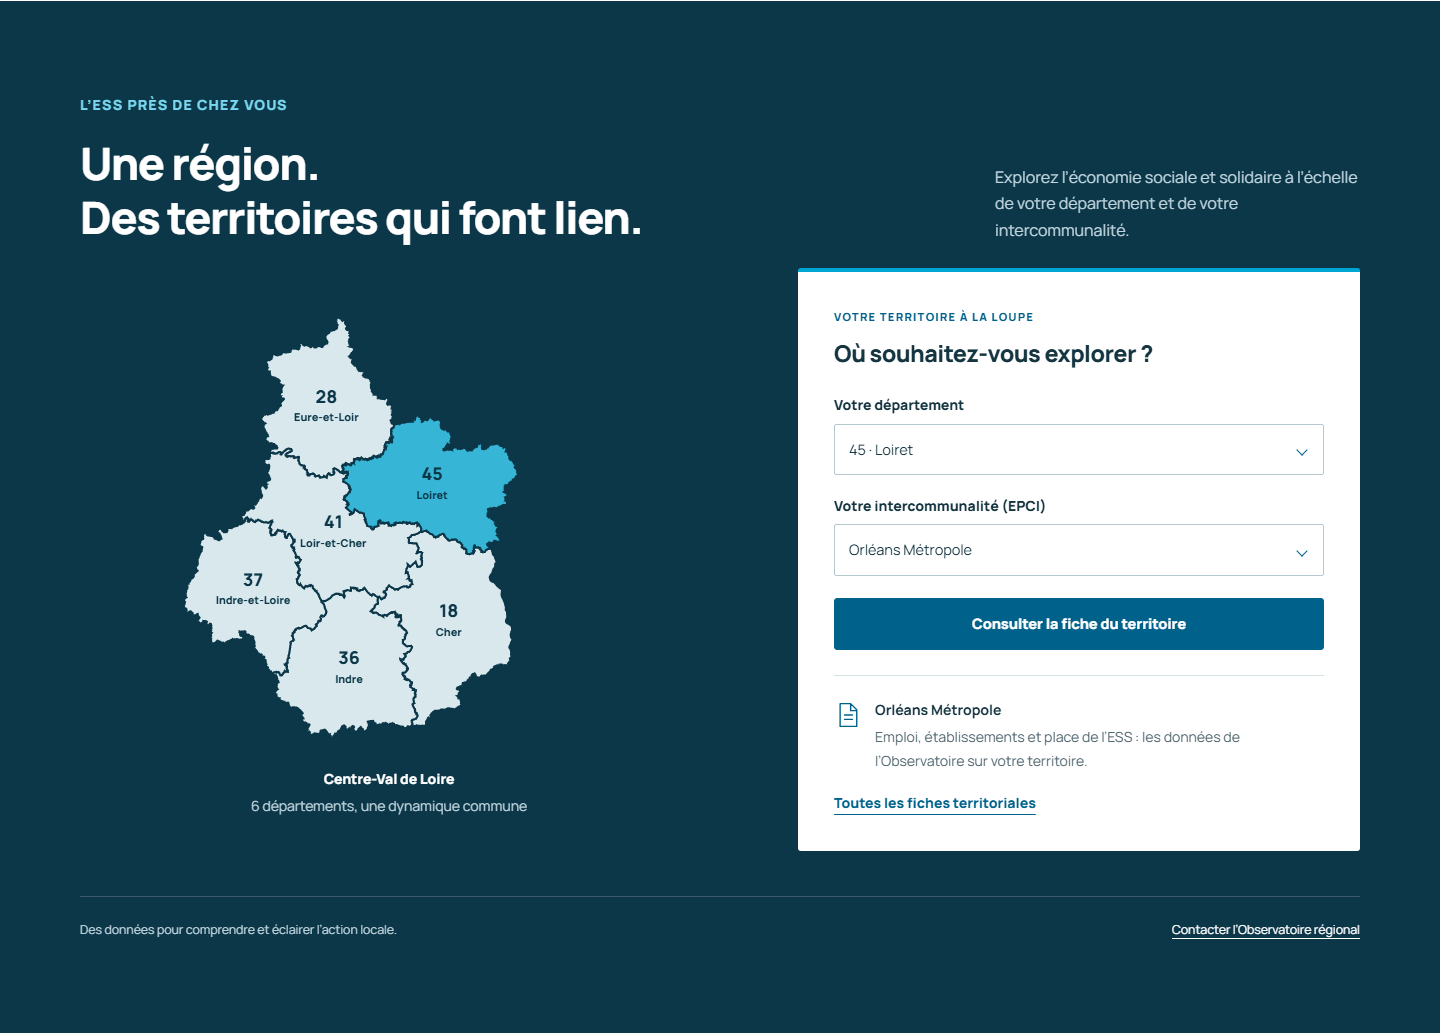 L’ESS PRÈS DE CHEZ VOUS
Une région.
Des territoires qui font lien.
Explorez l’économie sociale et solidaire à l’échelle
de votre département et de votre
intercommunalité.
28
Eure-et-Loir
45
Loiret
41
Loir-et-Cher
37
Indre-et-Loire
18
Cher
36
Indre
Centre-Val de Loire
6 départements, une dynamique commune
VOTRE TERRITOIRE À LA LOUPE
Où souhaitez-vous explorer ?
Votre département
45 · Loiret
Votre intercommunalité (EPCI)
Orléans Métropole
Consulter la fiche du territoire
Orléans Métropole
Emploi, établissements et place de l’ESS : les données de
l’Observatoire sur votre territoire.
Toutes les fiches territoriales
Des données pour comprendre et éclairer l’action locale.
Contacter l’Observatoire régional